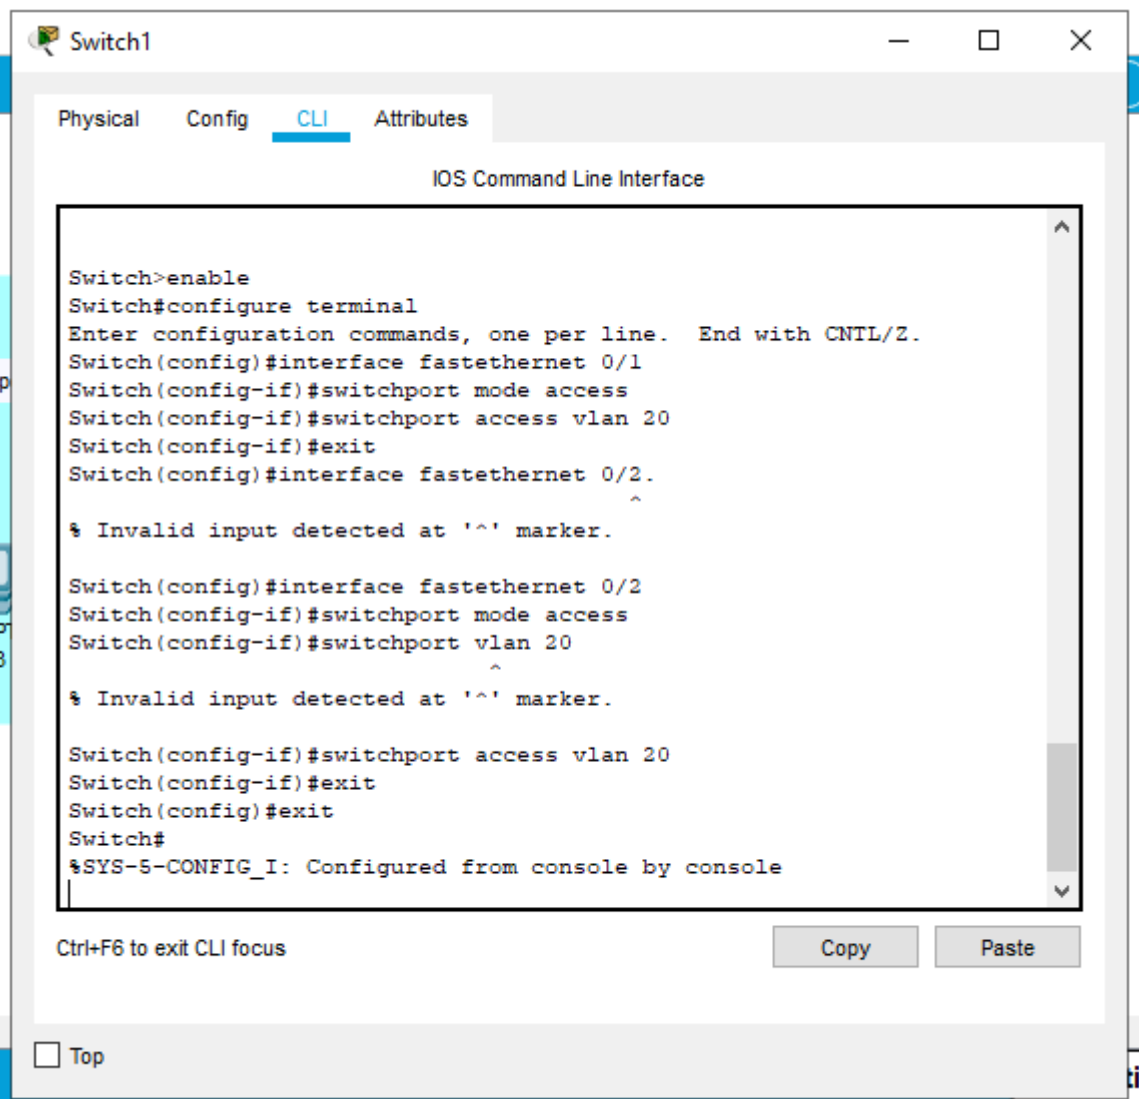 Switch1
Physical Config CLI Attributes
IOS Command Line Interface
Switch>enable
Switch#configure terminal
Enter configuration commands, one per line.  End with CNTL/Z.
Switch(config)#interface fastethernet 0/1
Switch(config-if)#switchport mode access
Switch(config-if)#switchport access vlan 20
Switch(config-if)#exit
Switch(config)#interface fastethernet 0/2.
^
% Invalid input detected at '^' marker.
Switch(config)#interface fastethernet 0/2
Switch(config-if)#switchport mode access
Switch(config-if)#switchport vlan 20
^
% Invalid input detected at '^' marker.
Switch(config-if)#switchport access vlan 20
Switch(config-if)#exit
Switch(config)#exit
Switch#
%SYS-5-CONFIG_I: Configured from console by console
Ctrl+F6 to exit CLI focus
Copy Paste
Top